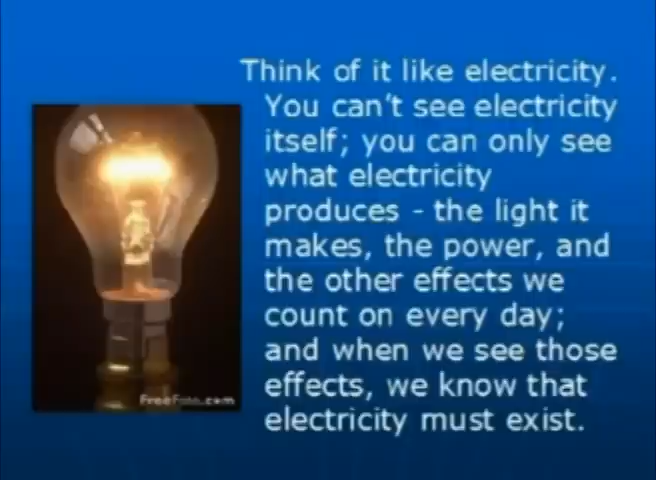 Think of it like electricity.
You can't see electricity
itself; you can only see
what electricity
produces - the light it
makes, the power, and
the other effects we
count on every day;
and when we see those
effects, we know that
electricity must exist.
FreeFoto.com